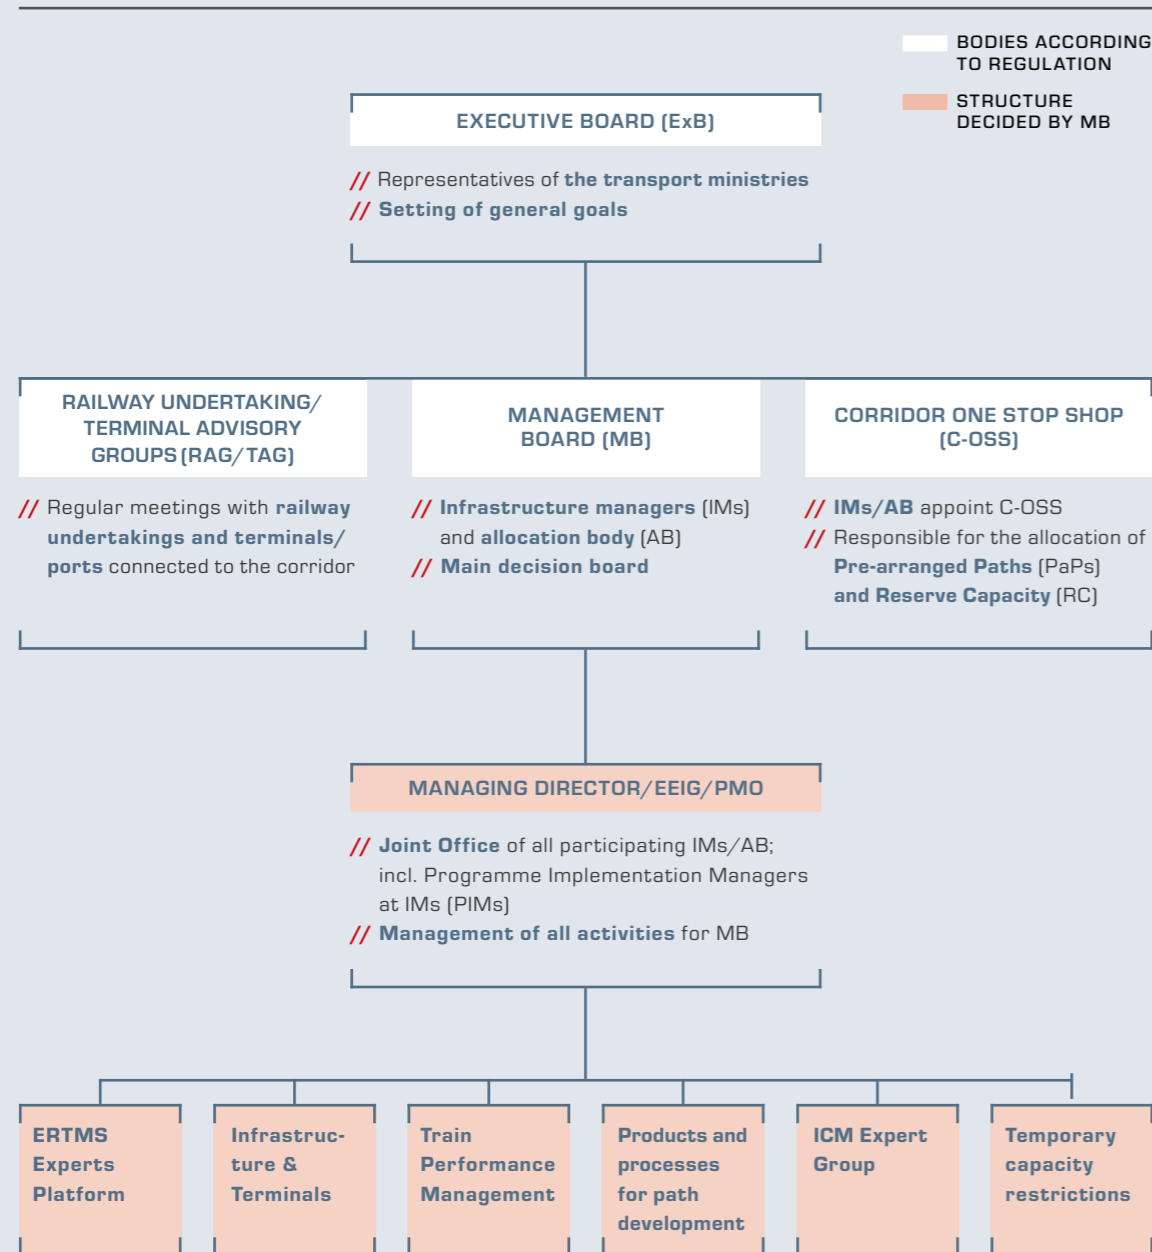 BODIES ACCORDING
TO REGULATION
STRUCTURE
DECIDED BY MB
EXECUTIVE BOARD (ExB)
// Representatives of the transport ministries
// Setting of general goals
RAILWAY UNDERTAKING/
TERMINAL ADVISORY
GROUPS (RAG/TAG)
// Regular meetings with railway
undertakings and terminals/
ports connected to the corridor
MANAGEMENT
BOARD (MB)
// Infrastructure managers (IMs)
and allocation body (AB)
// Main decision board
CORRIDOR ONE STOP SHOP
(C-OSS)
// IMs/AB appoint C-OSS
// Responsible for the allocation of
Pre-arranged Paths (PaPs)
and Reserve Capacity (RC)
MANAGING DIRECTOR/EEIG/PMO
// Joint Office of all participating IMs/AB;
incl. Programme Implementation Managers
at IMs (PIMs)
// Management of all activities for MB
ERTMS
Experts
Platform
Infrastruc-
ture &
Terminals
Train
Performance
Management
Products and
processes
for path
development
ICM Expert
Group
Temporary
capacity
restrictions